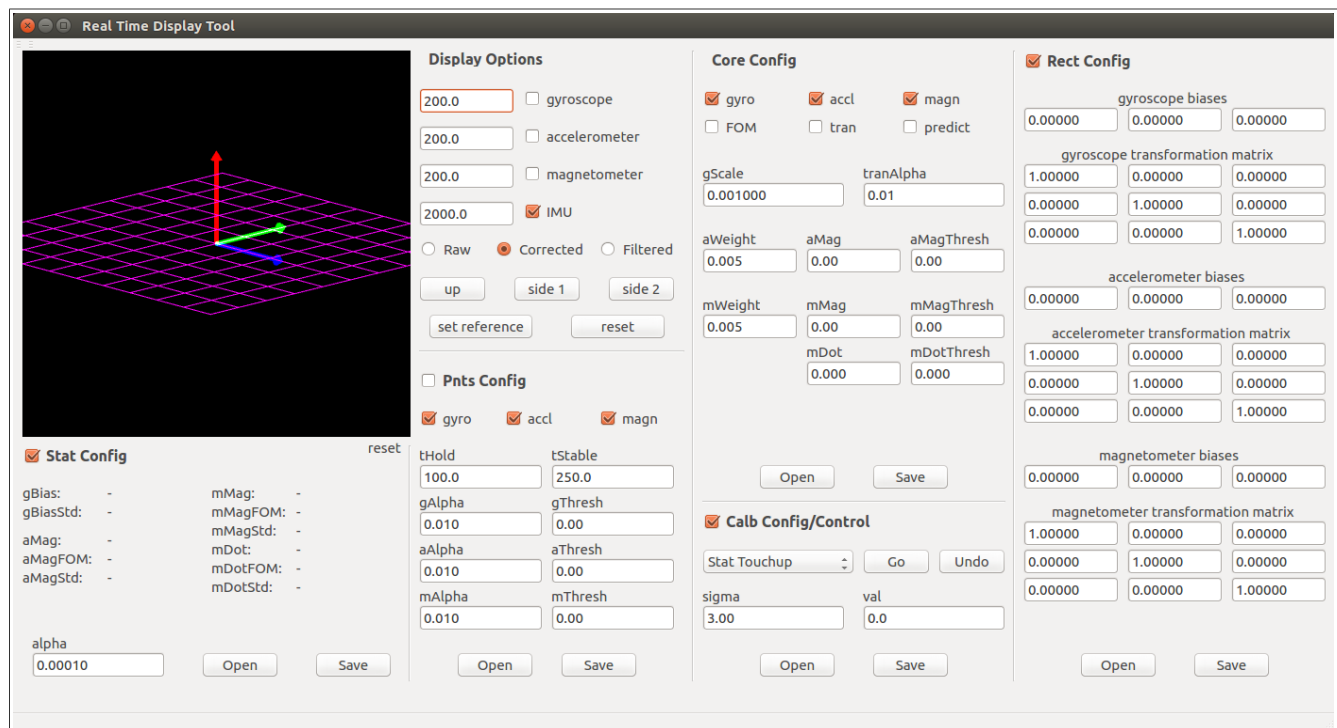 Real Time Display Tool
Display Options
200.0 gyroscope
200.0 accelerometer
200.0 magnetometer
2000.0 IMU
Raw Corrected Filtered
up side 1 side 2
set reference reset
Pnts Config
gyro accl magn
tHold tStable
100.0 250.0
gAlpha gThresh
0.010 0.00
aAlpha aThresh
0.010 0.00
mAlpha mThresh
0.010 0.00
Open Save
reset
Stat Config
gBias: -
gBiasStd: -
aMag: -
aMagFOM: -
aMagStd: -
mMag: -
mMagFOM: -
mMagStd: -
mDot: -
mDotFOM: -
mDotStd: -
alpha
0.00010 Open Save
Core Config
gyro accl magn
FOM tran predict
gScale tranAlpha
0.001000 0.01
aWeight aMag aMagThresh
0.005 0.00 0.00
mWeight mMag mMagThresh
0.005 0.00 0.00
mDot mDotThresh
0.000 0.000
Open Save
Calb Config/Control
Stat Touchup Go Undo
sigma val
3.00 0.0
Open Save
Rect Config
gyroscope biases
0.00000 0.00000 0.00000
gyroscope transformation matrix
1.00000 0.00000 0.00000
0.00000 1.00000 0.00000
0.00000 0.00000 1.00000
accelerometer biases
0.00000 0.00000 0.00000
accelerometer transformation matrix
1.00000 0.00000 0.00000
0.00000 1.00000 0.00000
0.00000 0.00000 1.00000
magnetometer biases
0.00000 0.00000 0.00000
magnetometer transformation matrix
1.00000 0.00000 0.00000
0.00000 1.00000 0.00000
0.00000 0.00000 1.00000
Open Save